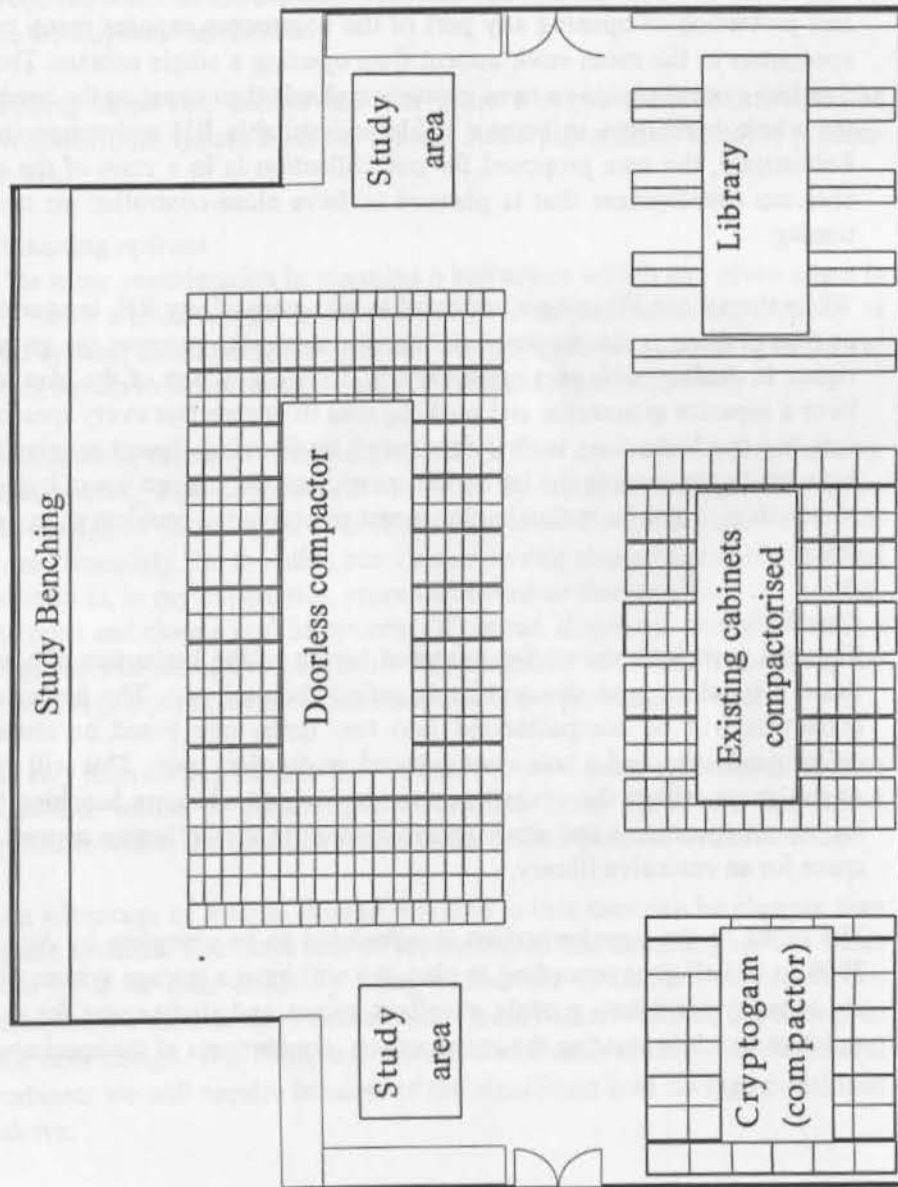 Study Benching
Doorless compactor
Study
area
Study
area
Cryptogam
(compactor)
Existing cabinets
compactorised
Library